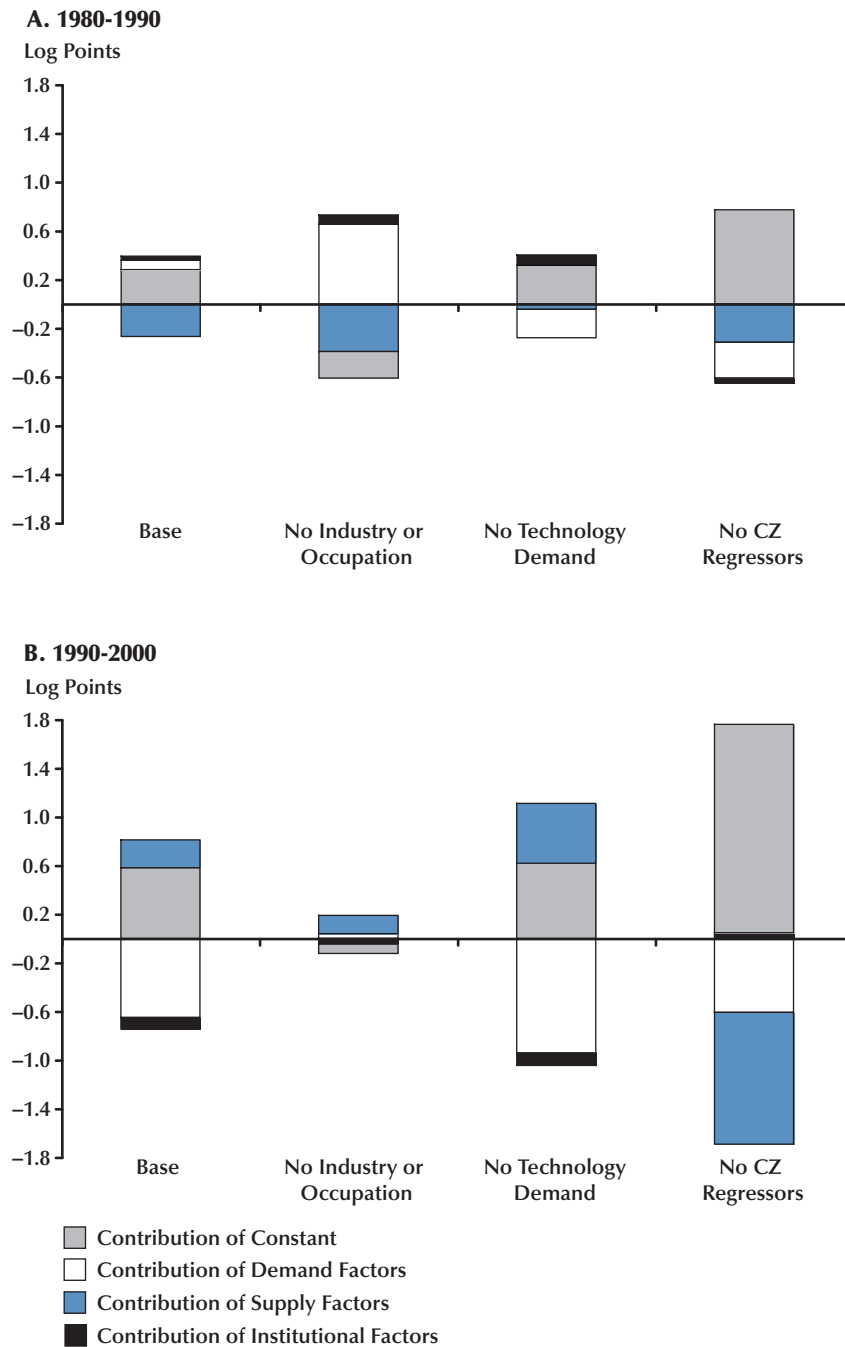 A. 1980-1990
Log Points
1.8
1.4
1.0
0.6
0.2
−0.2
−0.6
−1.0
−1.4
−1.8
Base
No Industry or
Occupation
No Technology
Demand
No CZ
Regressors
B. 1990-2000
Log Points
1.8
1.4
1.0
0.6
0.2
−0.2
−0.6
−1.0
−1.4
−1.8
Base
No Industry or
Occupation
No Technology
Demand
No CZ
Regressors
Contribution of Constant
Contribution of Demand Factors
Contribution of Supply Factors
Contribution of Institutional Factors